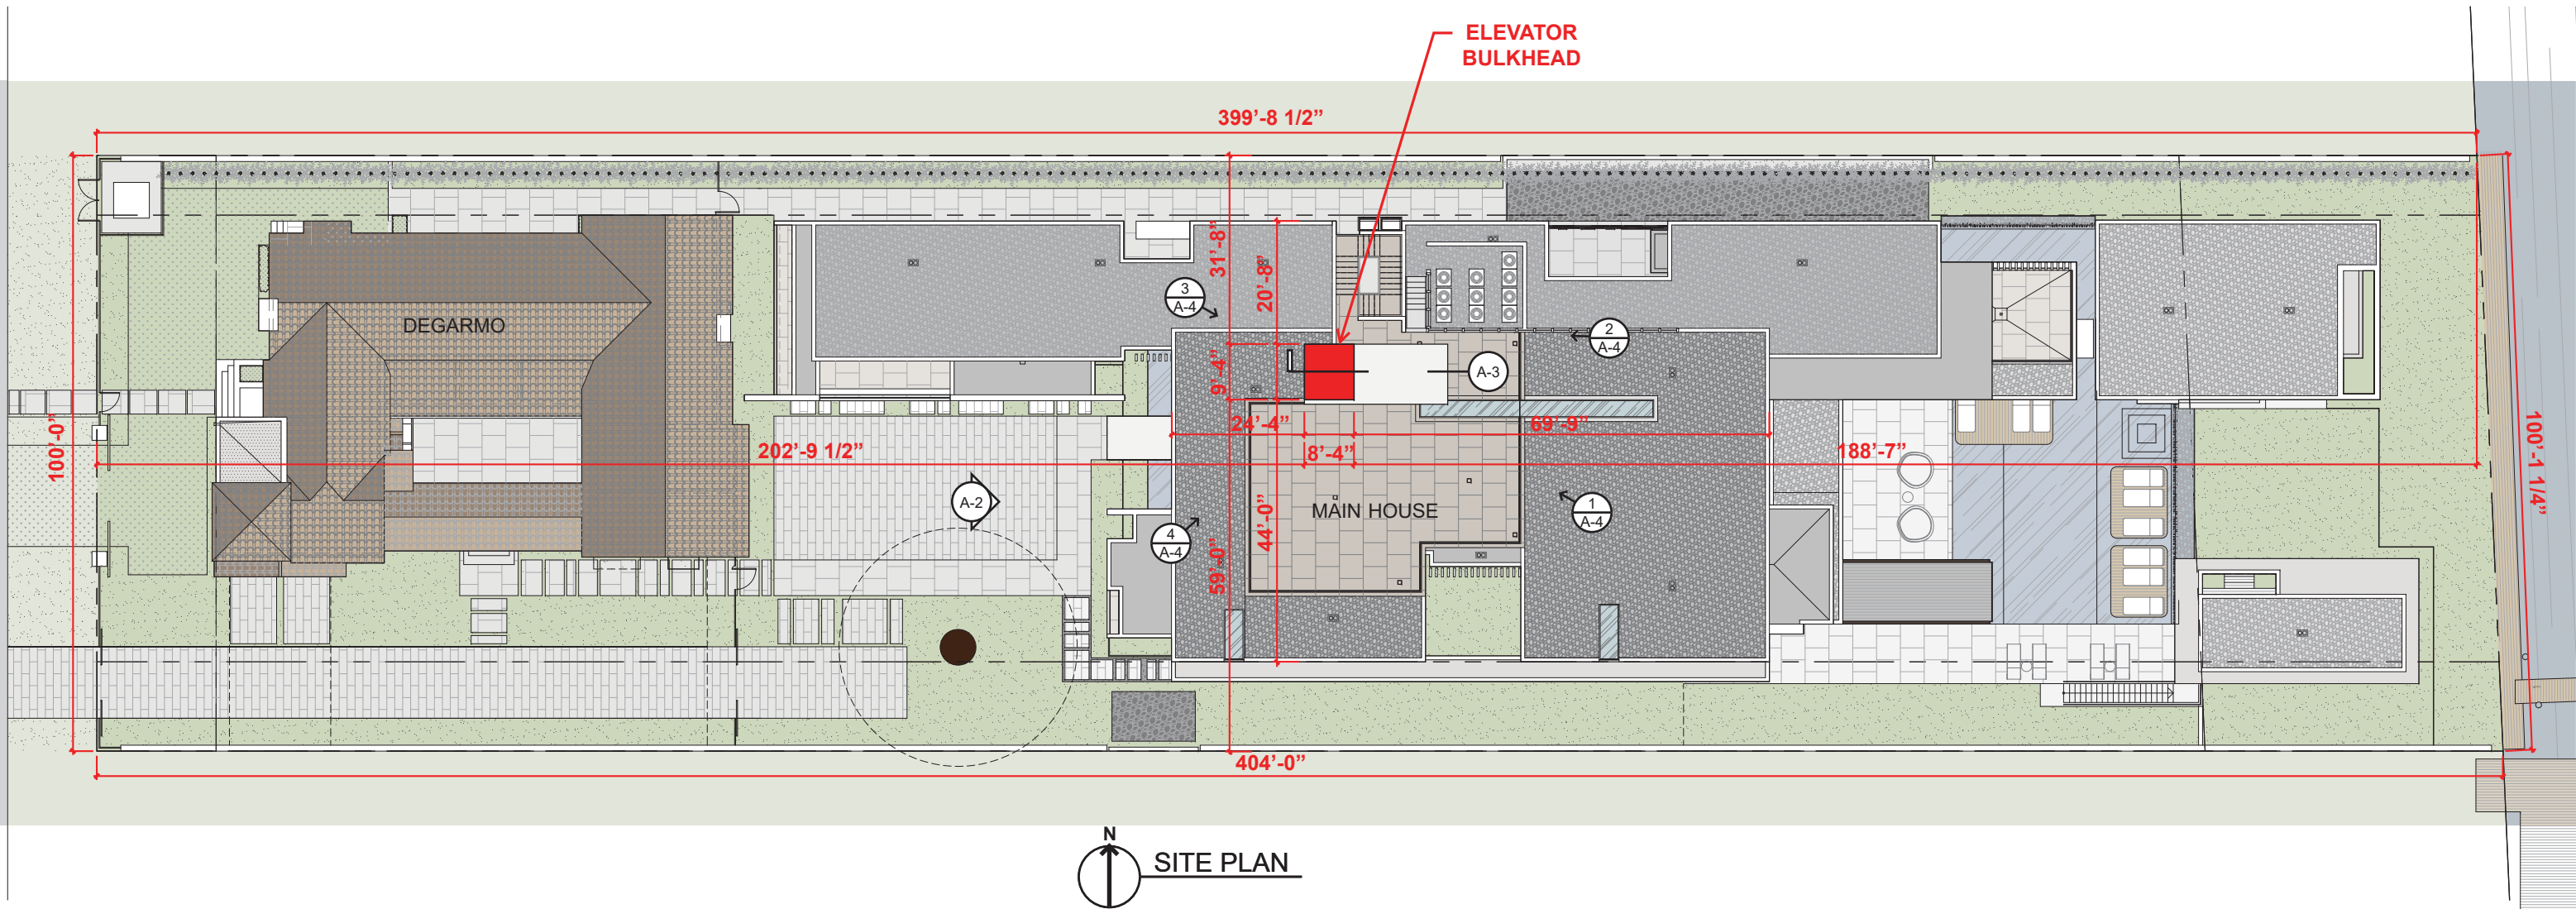 ELEVATOR
BULKHEAD
399’-8 1/2”
31’-8”
20’-8”
3
A-4
2
A-4
DEGARMO
9’-4”
A-3
24’-4”
69’-9”
100’-0”
202’-9 1/2”
8’-4”
188’-7”
100’-1 1/4”
A-2
MAIN HOUSE
1
A-4
44’-0”
4
A-4
59’-0”
404’-0”
N
SITE PLAN